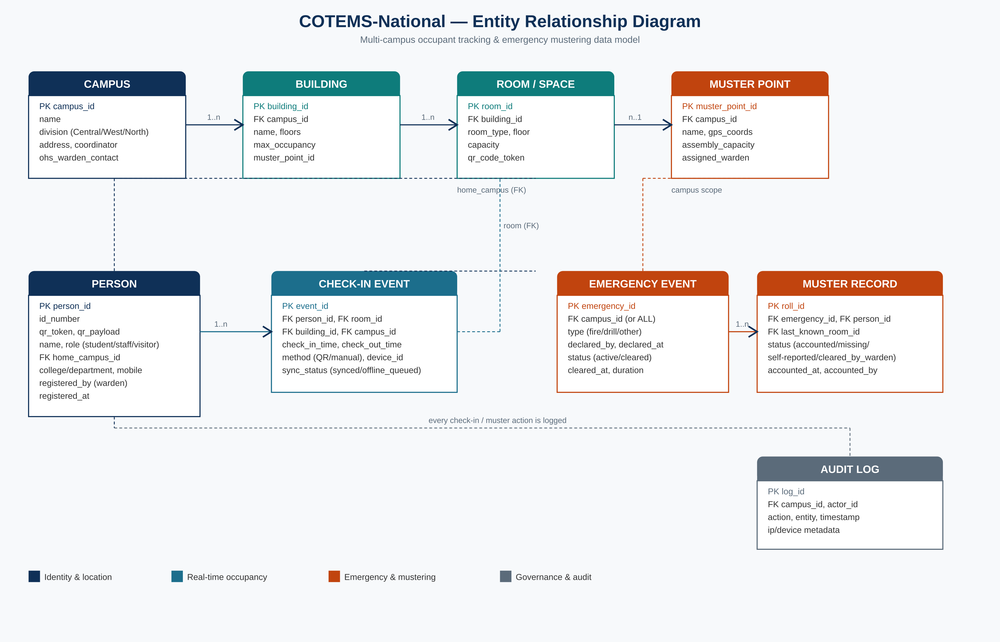 COTEMS-National — Entity Relationship Diagram
Multi-campus occupant tracking & emergency mustering data model
CAMPUS
PK campus_id
name
division (Central/West/North)
address, coordinator
ohs_warden_contact
1..n
BUILDING
PK building_id
FK campus_id
name, floors
max_occupancy
muster_point_id
1..n
ROOM / SPACE
PK room_id
FK building_id
room_type, floor
capacity
qr_code_token
n..1
MUSTER POINT
PK muster_point_id
FK campus_id
name, gps_coords
assembly_capacity
assigned_warden
home_campus (FK)
campus scope
room (FK)
PERSON
PK person_id
id_number
qr_token, qr_payload
name, role (student/staff/visitor)
FK home_campus_id
college/department, mobile
registered_by (warden)
registered_at
1..n
CHECK-IN EVENT
PK event_id
FK person_id, FK room_id
FK building_id, FK campus_id
check_in_time, check_out_time
method (QR/manual), device_id
sync_status (synced/offline_queued)
EMERGENCY EVENT
PK emergency_id
FK campus_id (or ALL)
type (fire/drill/other)
declared_by, declared_at
status (active/cleared)
cleared_at, duration
1..n
MUSTER RECORD
PK roll_id
FK emergency_id, FK person_id
FK last_known_room_id
status (accounted/missing/
self-reported/cleared_by_warden)
accounted_at, accounted_by
every check-in / muster action is logged
AUDIT LOG
PK log_id
FK campus_id, actor_id
action, entity, timestamp
ip/device metadata
Identity & location
Real-time occupancy
Emergency & mustering
Governance & audit